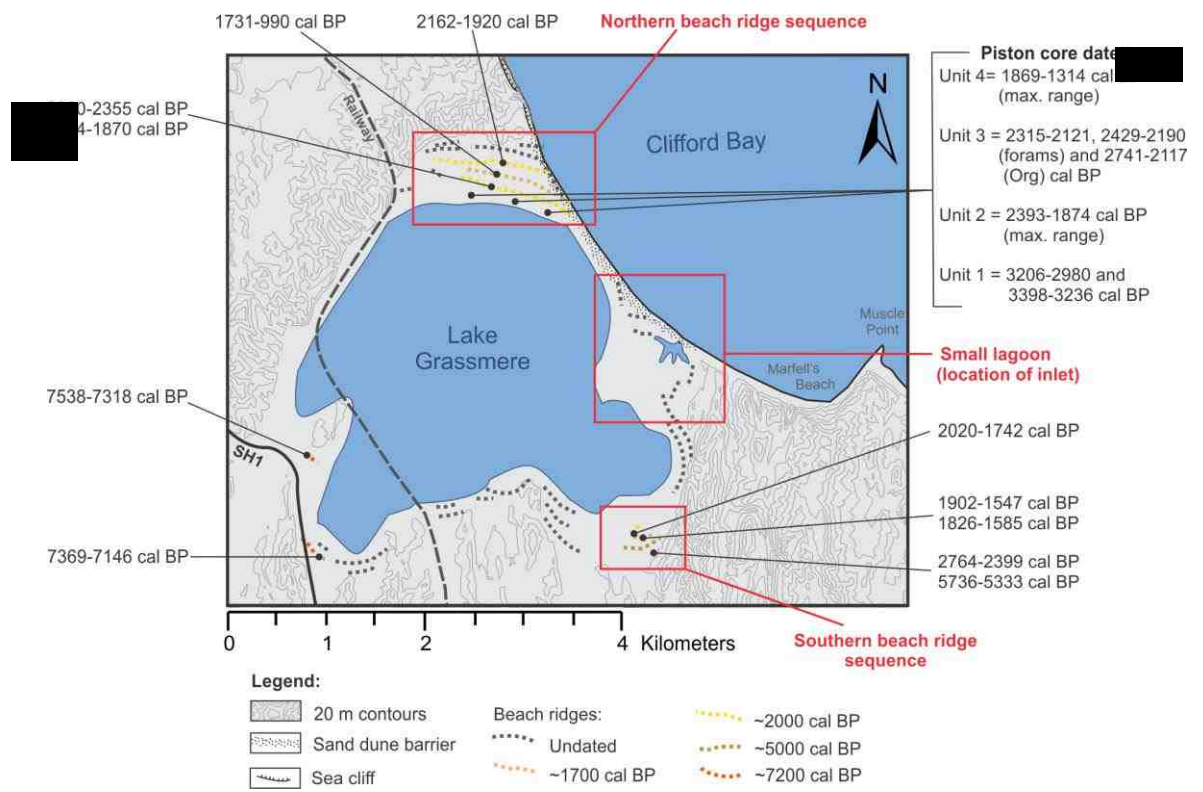 1731-990 cal BP
2162-1920 cal BP
Northern beach ridge sequence
Piston core
Unit 4= 1869-1314 cal
(max. range)
Unit 3 = 2315-2121, 2429-2190
(forams) and 2741-2117
(Org) cal BP
Unit 2 = 2393-1874 cal BP
(max. range)
Unit 1 = 3206-2980 and
3398-3236 cal BP
Railway
N
Clifford Bay
cal BP
cal BP
Lake
Grassmere
Muscle
Point
Marfell's
Beach
Small lagoon
(location of inlet)
7538-7318 cal BP
SH1
2020-1742 cal BP
1902-1547 cal BP
1826-1585 cal BP
7369-7146 cal BP
2764-2399 cal BP
5736-5333 cal BP
0 1 2 4 Kilometers
Southern beach ridge
sequence
Legend:
20 m contours
Sand dune barrier
Sea cliff
Beach ridges:
Undated
~1700 cal BP
~2000 cal BP
~5000 cal BP
~7200 cal BP